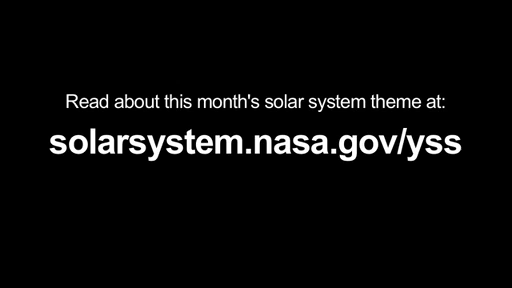 Read about this month's solar system theme at:
solarsystem.nasa.gov/yss